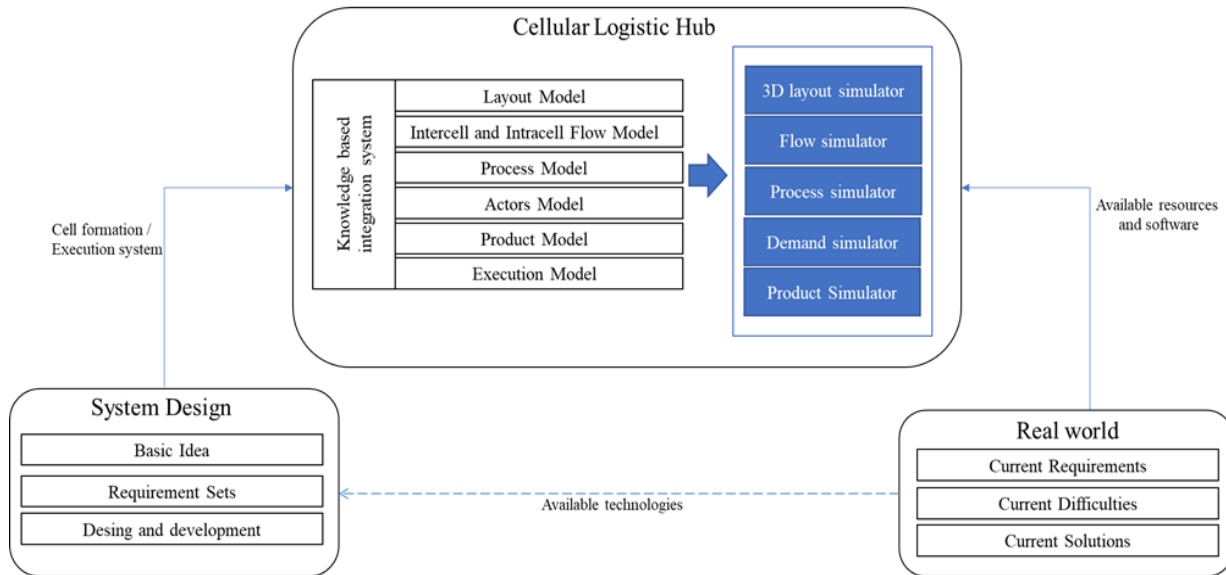 Cellular Logistic Hub
Knowledge based
integration system
Layout Model
Intercell and Intracell Flow Model
Process Model
Actors Model
Product Model
Execution Model
3D layout simulator
Flow simulator
Process simulator
Demand simulator
Product Simulator
Cell formation /
Execution system
Available resources
and software
System Design
Basic Idea
Requirement Sets
Desing and development
Available technologies
Real world
Current Requirements
Current Difficulties
Current Solutions